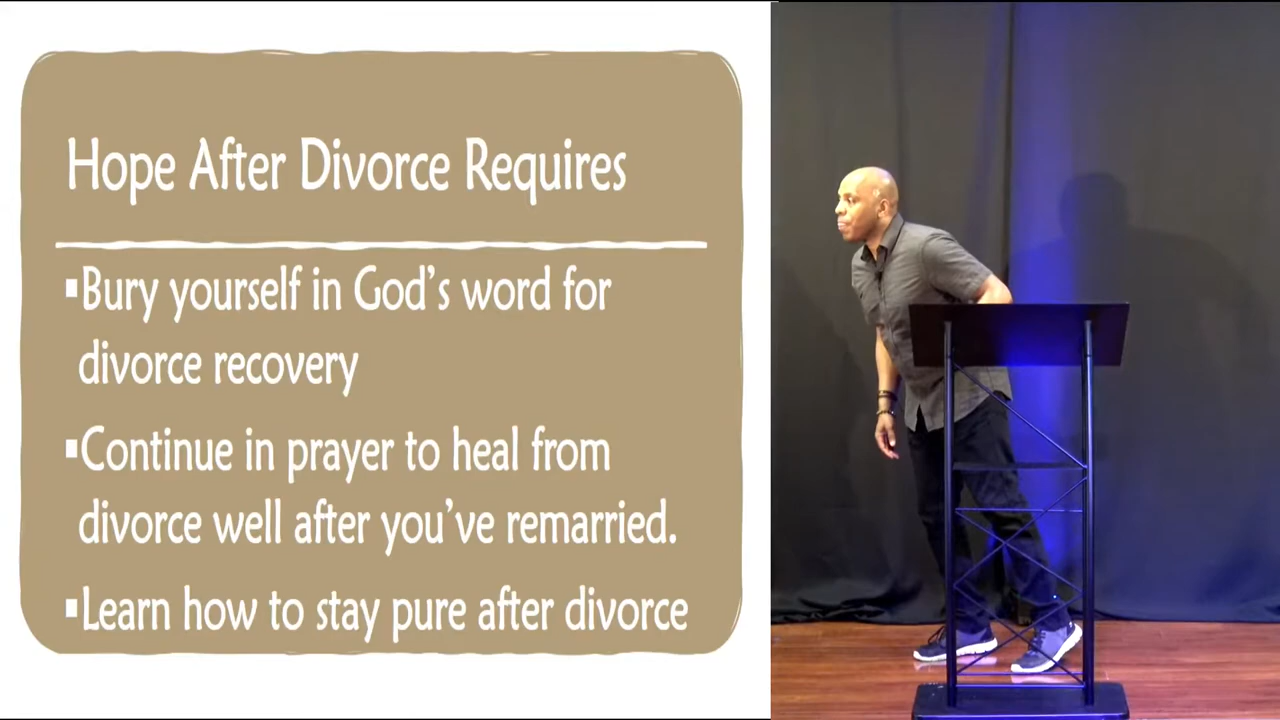 Hope After Divorce Requires
▪Bury yourself in God's word for
divorce recovery
▪Continue in prayer to heal from
divorce well after you've remarried.
▪Learn how to stay pure after divorce